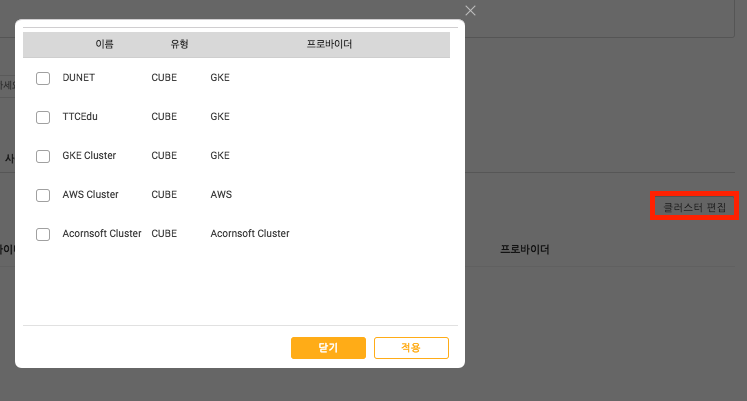 이름 유형 프로바이더
DUNET CUBE GKE
TTCEdu CUBE GKE
GKE Cluster CUBE GKE
AWS Cluster CUBE AWS
클러스터 편집
Acornsoft Cluster CUBE Acornsoft Cluster
프로바이더
닫기 적용